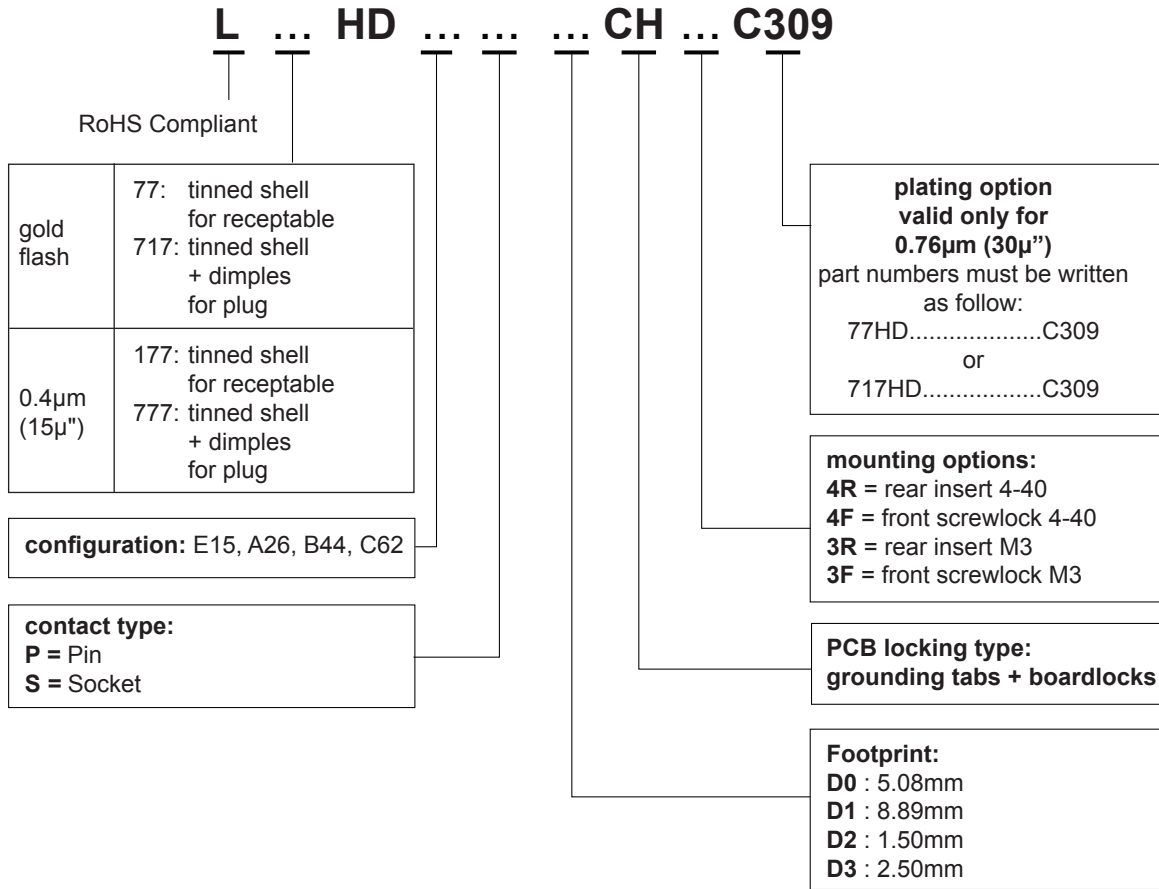 L ... HD ... ... ... CH ... C309
RoHS Compliant
gold
flash
77: tinned shell
for receptable
717: tinned shell
+ dimples
for plug
0.4µm
(15µ")
177: tinned shell
for receptable
777: tinned shell
+ dimples
for plug
configuration: E15, A26, B44, C62
contact type:
P = Pin
S = Socket
plating option
valid only for
0.76µm (30µ”)
part numbers must be written
as follow:
77HD...................C309
or
717HD..................C309
mounting options:
4R = rear insert 4-40
4F = front screwlock 4-40
3R = rear insert M3
3F = front screwlock M3
PCB locking type:
grounding tabs + boardlocks
Footprint:
D0 : 5.08mm
D1 : 8.89mm
D2 : 1.50mm
D3 : 2.50mm